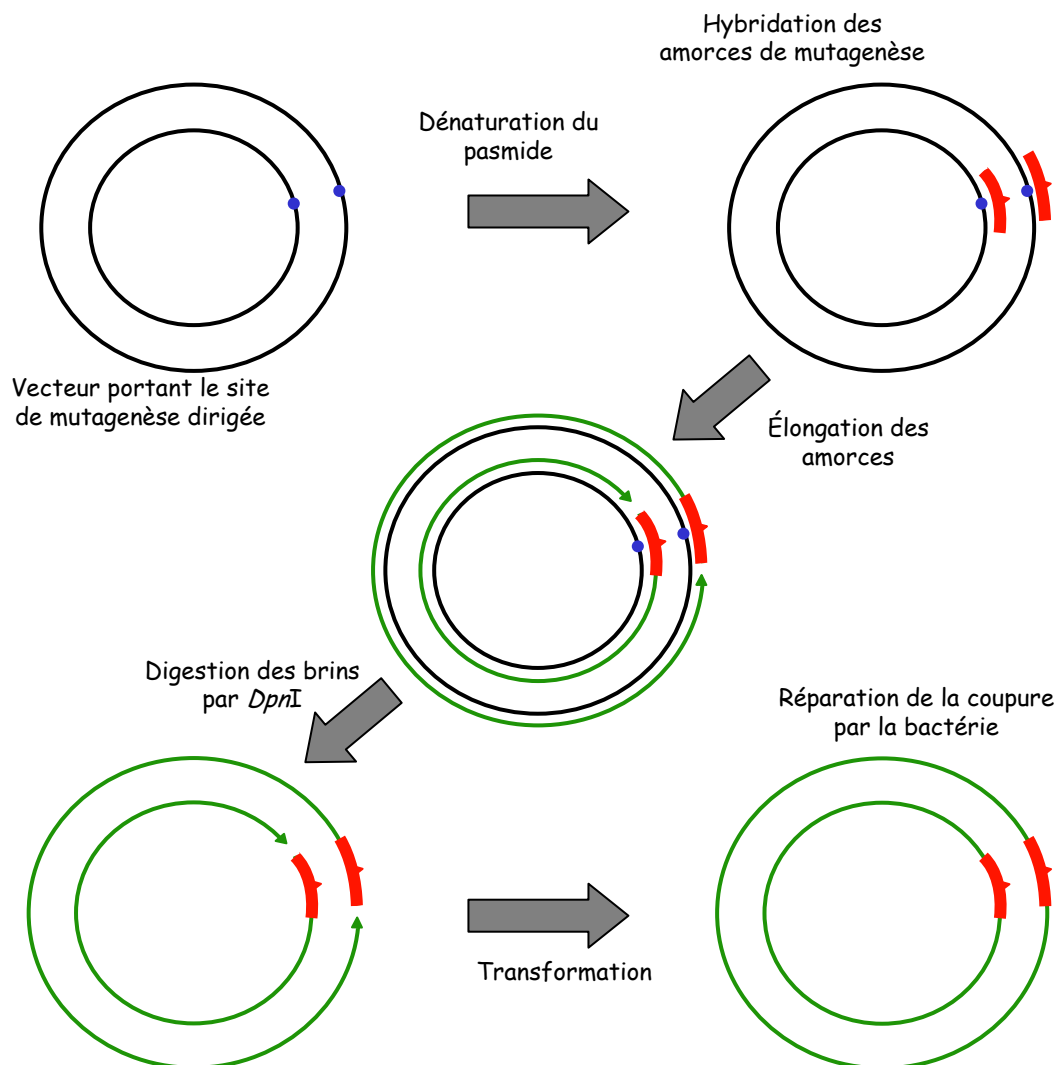 Hybridation des
amorces de mutagenèse
Dénaturation du
pasmide
Vecteur portant le site
de mutagenèse dirigée
Élongation des
amorces
Digestion des brins
par DpnI
Réparation de la coupure
par la bactérie
Transformation